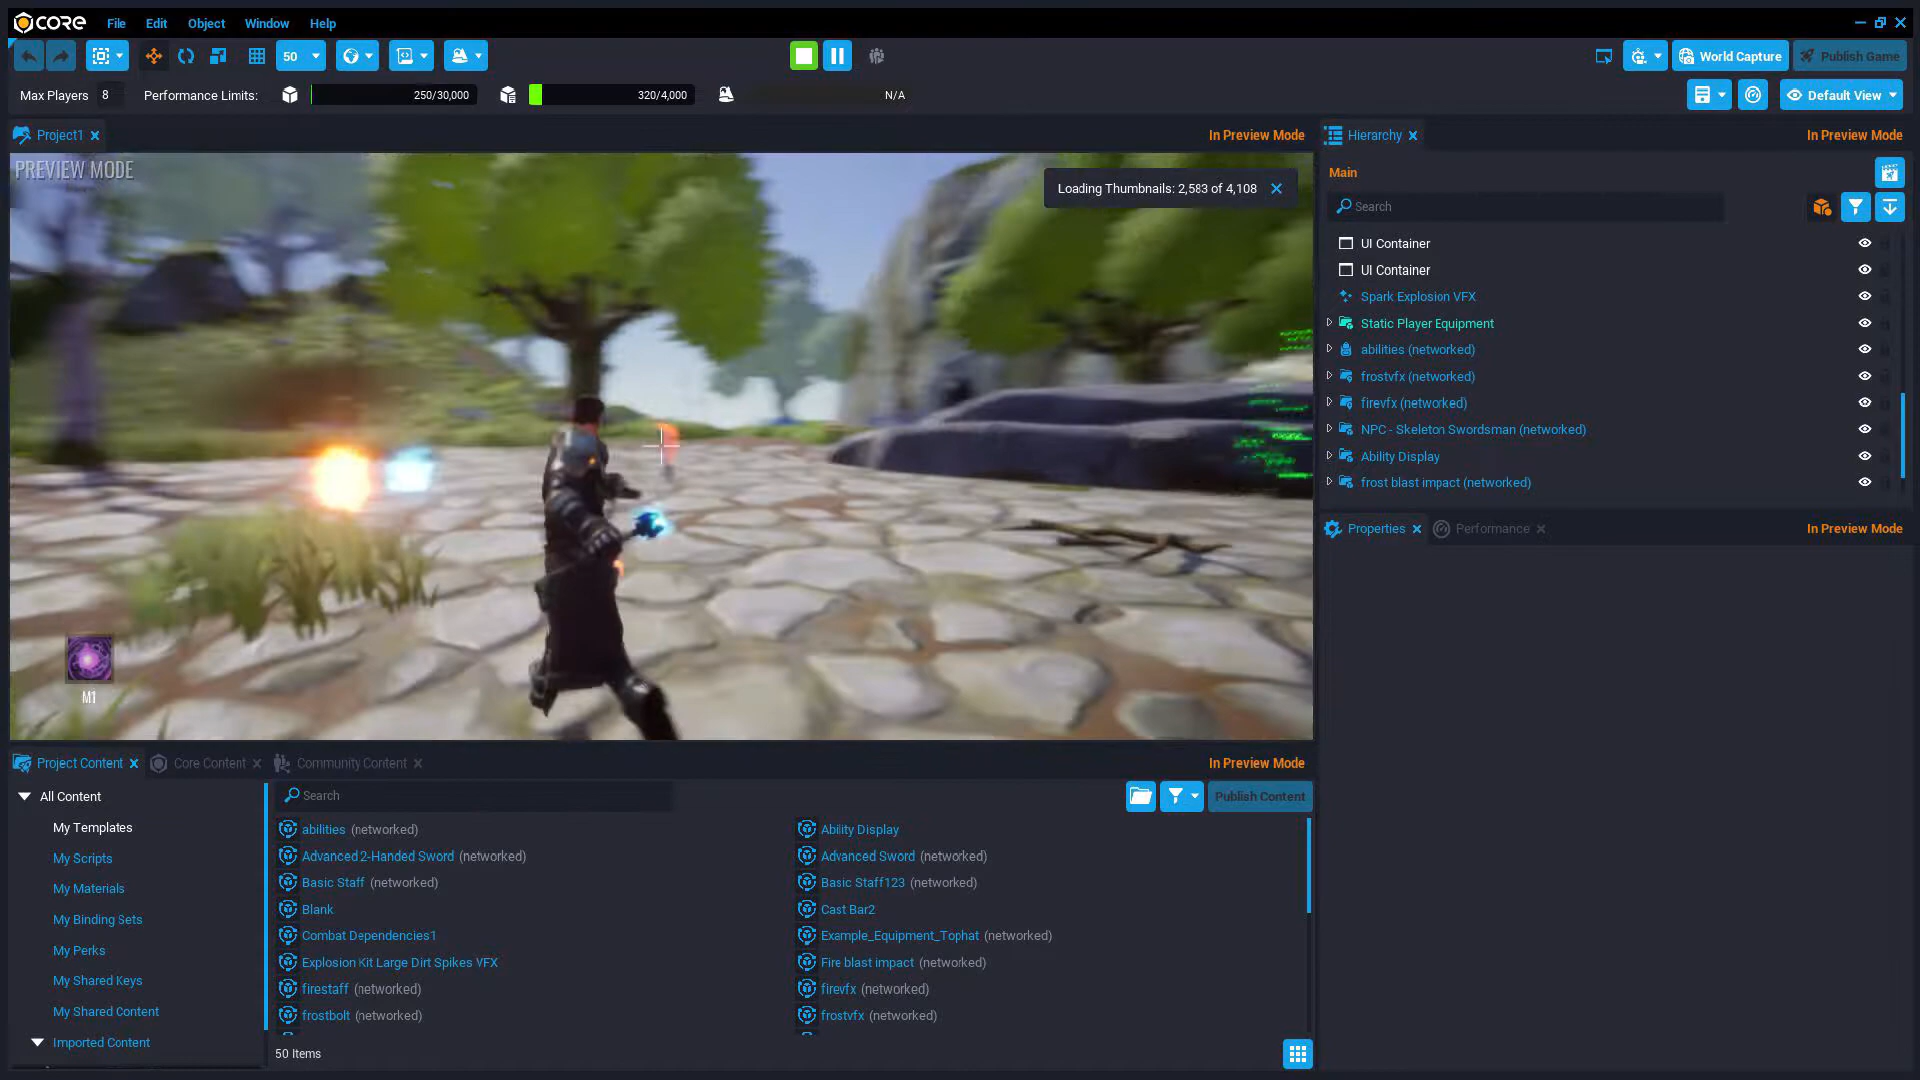 CORE
File Edit Object Window Help
50
World Capture
Publish Game
Max Players 8 Performance Limits: 250/30,000 320/4,000 N/A
Default View
Project1 In Preview Mode
PREVIEW MODE
Loading Thumbnails: 2,583 of 4,108
M1
Hierarchy In Preview Mode
Main
Search
UI Container
UI Container
Spark Explosion VFX
Static Player Equipment
abilities (networked)
frostvfx (networked)
firevfx (networked)
NPC - Skeleton Swordsman (networked)
Ability Display
frost blast impact (networked)
Properties Performance In Preview Mode
Project Content Core Content Community Content In Preview Mode
All Content
My Templates
My Scripts
My Materials
My Binding Sets
My Perks
My Shared Keys
My Shared Content
Imported Content
Search
Publish Content
abilities (networked) Ability Display
Advanced 2-Handed Sword (networked) Advanced Sword (networked)
Basic Staff (networked) Basic Staff123 (networked)
Blank Cast Bar2
Combat Dependencies1 Example_Equipment_Tophat (networked)
Explosion Kit Large Dirt Spikes VFX Fire blast impact (networked)
firestaff (networked) firevfx (networked)
frostbolt (networked) frostvfx (networked)
50 Items